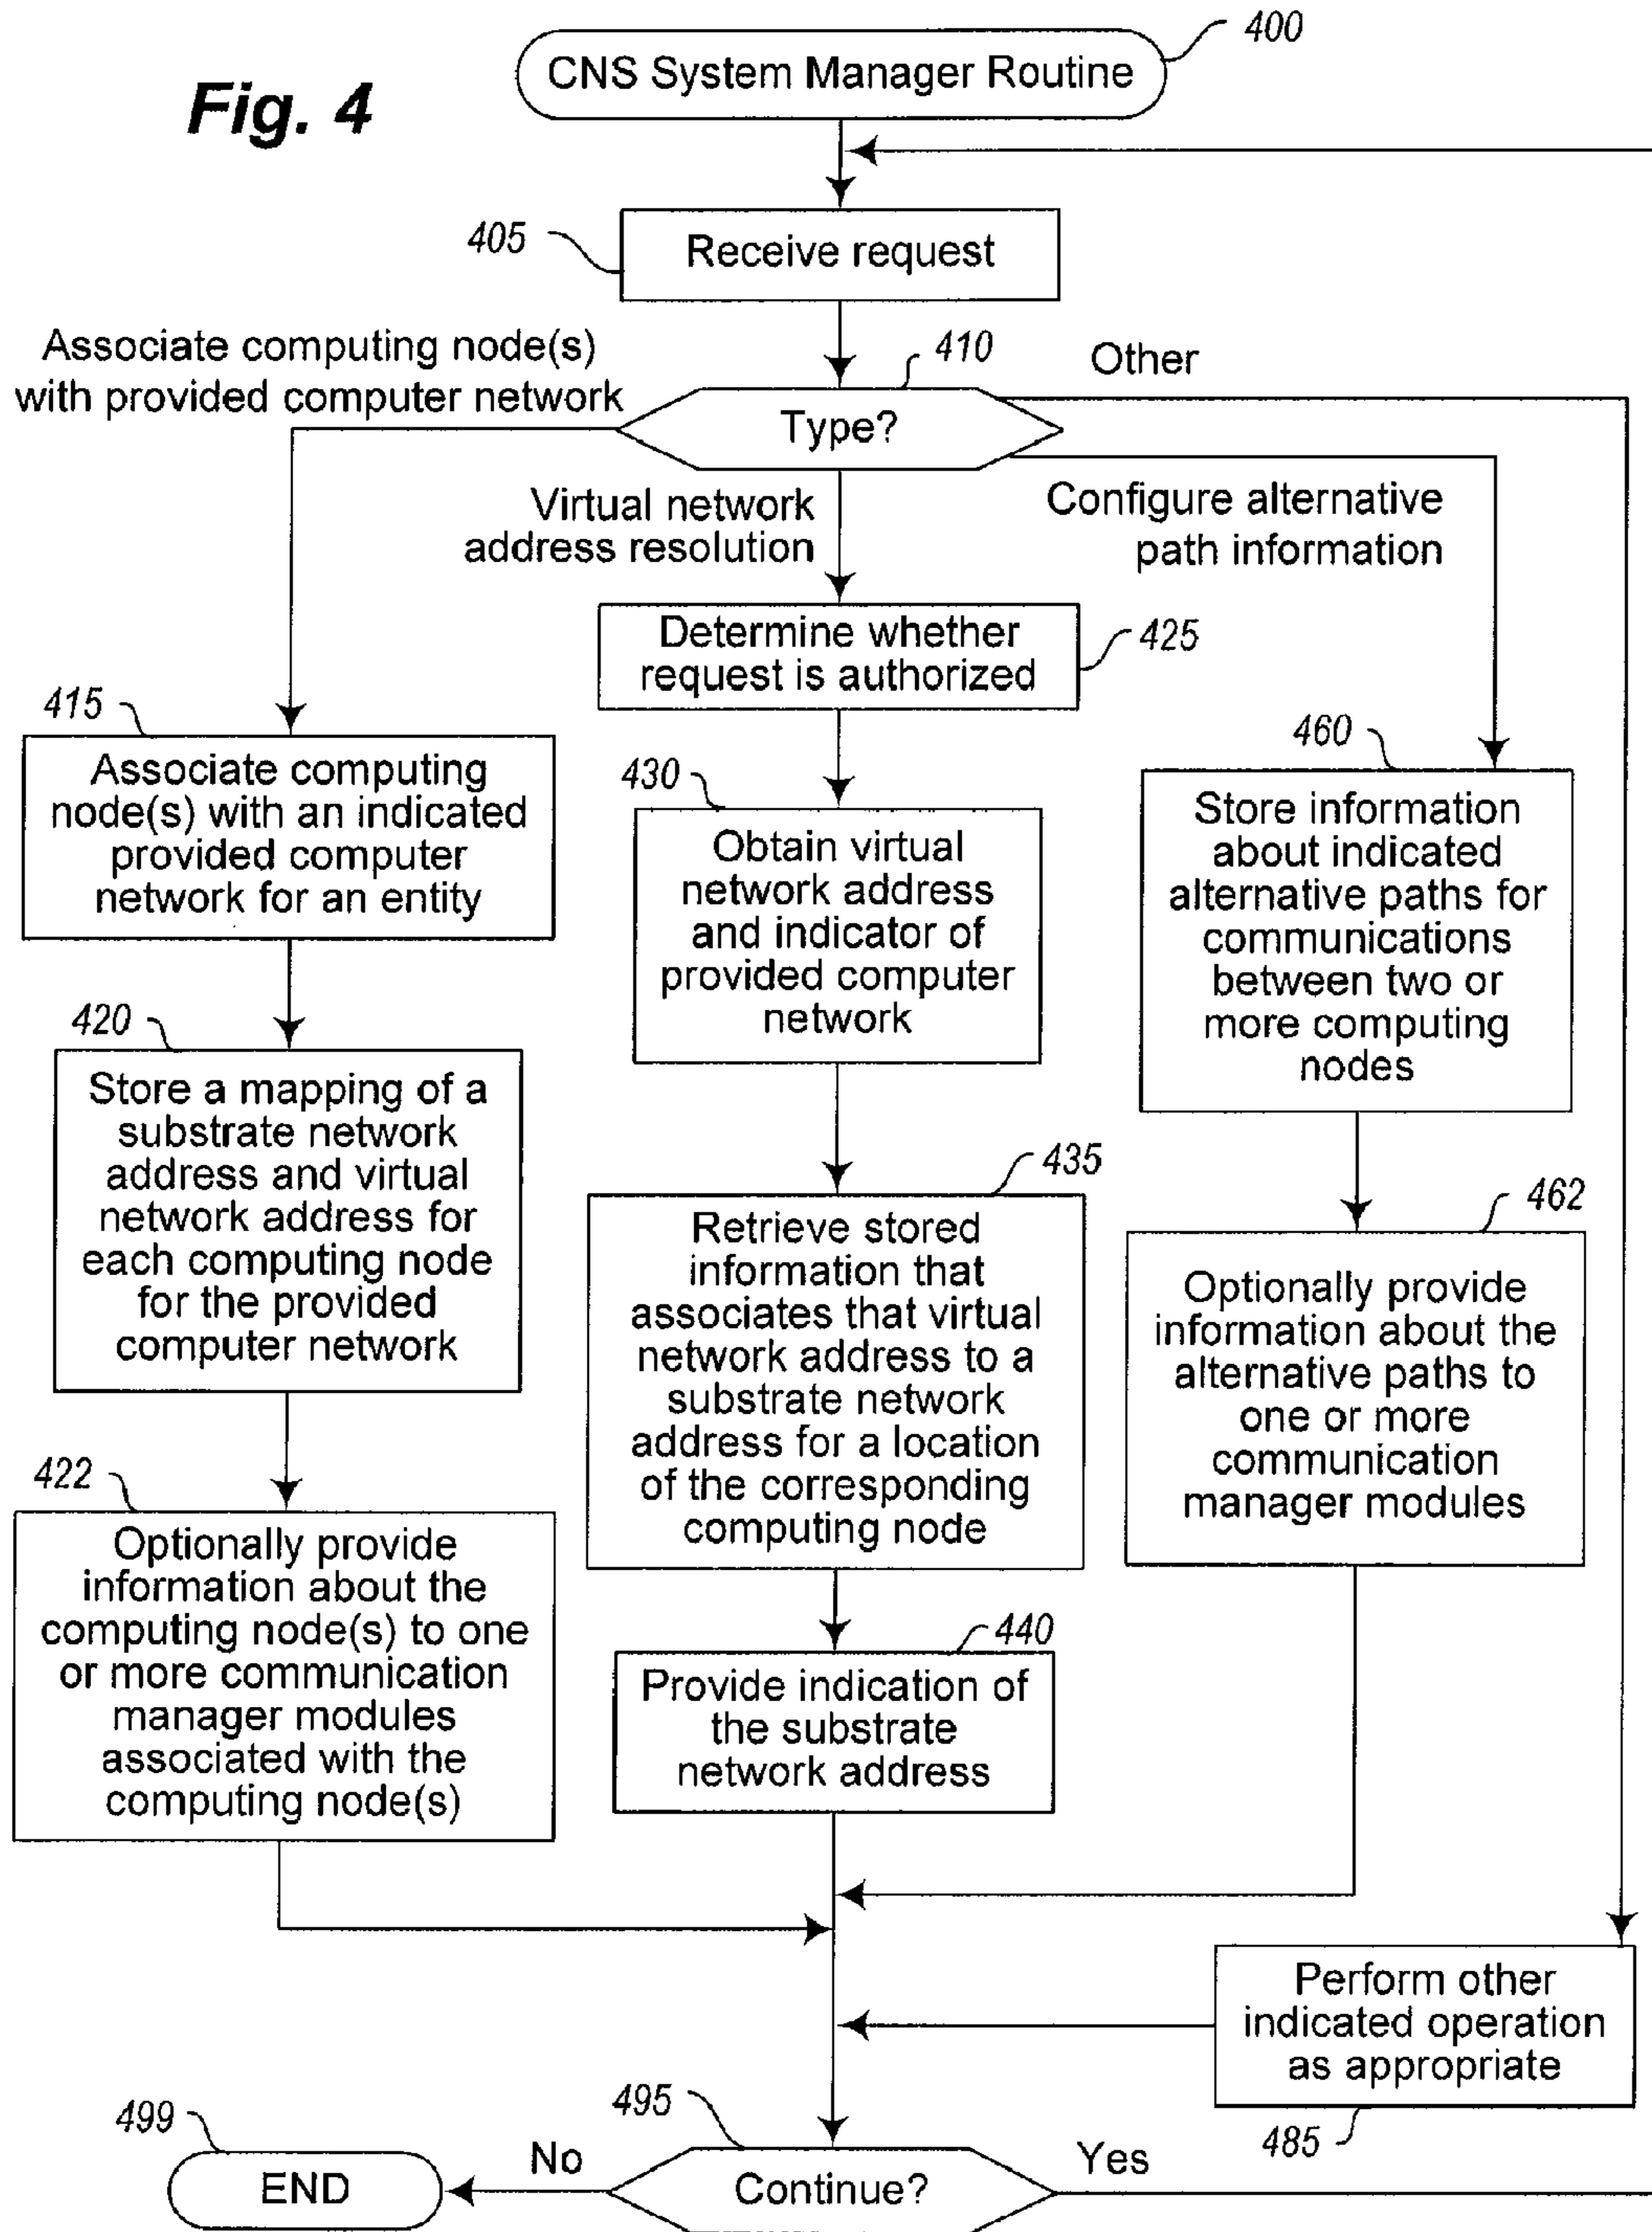 Fig. 4
CNS System Manager Routine
400
405
Receive request
Associate computing node(s)
with provided computer network
410
Type?
Other
Virtual network
address resolution
Configure alternative
path information
Determine whether
request is authorized
425
415
Associate computing
node(s) with an indicated
provided computer
network for an entity
430
Obtain virtual
network address
and indicator of
provided computer
network
460
Store information
about indicated
alternative paths for
communications
between two or
more computing
nodes
420
Store a mapping of a
substrate network
address and virtual
network address for
each computing node
for the provided
computer network
435
Retrieve stored
information that
associates that virtual
network address to a
substrate network
address for a location
of the corresponding
computing node
462
Optionally provide
information about the
alternative paths to
one or more
communication
manager modules
422
Optionally provide
information about the
computing node(s) to one
or more communication
manager modules
associated with the
computing node(s)
440
Provide indication of
the substrate
network address
Perform other
indicated operation
as appropriate
485
495
Continue?
Yes
No
499
END